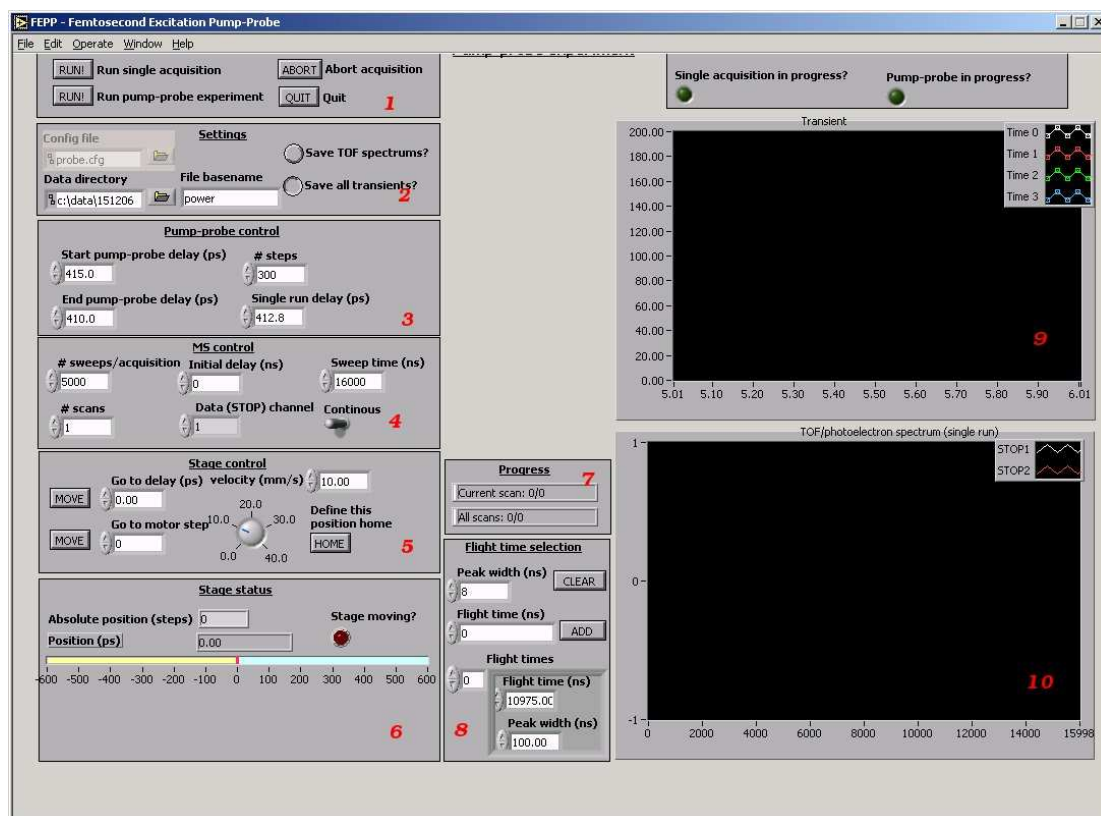 FEPP - Femtosecond Excitation Pump-Probe
File Edit Operate Window Help
Pump-probe experiment
RUN! Run single acquisition ABORT Abort acquisition
RUN! Run pump-probe experiment QUIT Quit
1
Single acquisition in progress? Pump-probe in progress?
Settings
Config file
probe.cfg
Save TOF spectrums?
Data directory File basename
c:\data\151206 power
Save all transients?
2
Pump-probe control
Start pump-probe delay (ps) # steps
415.0 300
End pump-probe delay (ps) Single run delay (ps)
410.0 412.8
3
MS control
# sweeps/acquisition Initial delay (ns) Sweep time (ns)
5000 0 16000
# scans Data (STOP) channel Continous
1 1
4
Stage control
Go to delay (ps) velocity (mm/s) 10.00
MOVE 0.00
Go to motor step
MOVE 0
0.0 10.0 20.0 30.0 40.0
Define this
position home
HOME
5
Stage status
Absolute position (steps) 0 Stage moving?
Position (ps) 0.00
-600 -500 -400 -300 -200 -100 0 100 200 300 400 500 600
6
Progress
7
Current scan: 0/0
All scans: 0/0
Flight time selection
Peak width (ns)
8 CLEAR
Flight time (ns)
0 ADD
Flight times
0
Flight time (ns)
10975.00
Peak width (ns)
100.00
8
Transient
Time 0
Time 1
Time 2
Time 3
200.00
180.00
160.00
140.00
120.00
100.00
80.00
60.00
40.00
20.00
0.00
5.01 5.10 5.20 5.30 5.40 5.50 5.60 5.70 5.80 5.90 6.01
9
TOF/photoelectron spectrum (single run)
STOP1
STOP2
1
0
-1
0 2000 4000 6000 8000 10000 12000 14000 15998
10